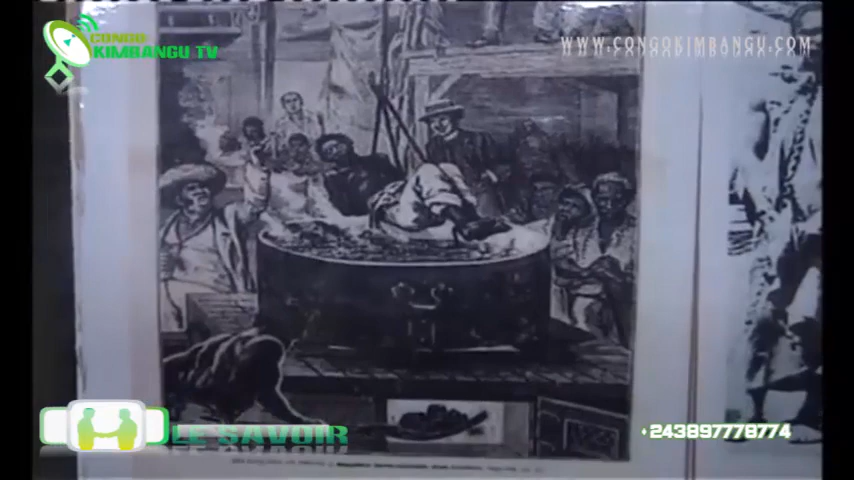 CONGO
KIMBANGU TV
WWW.CONGOKIMBANGU.COM
LE SAVOIR
+243897778774